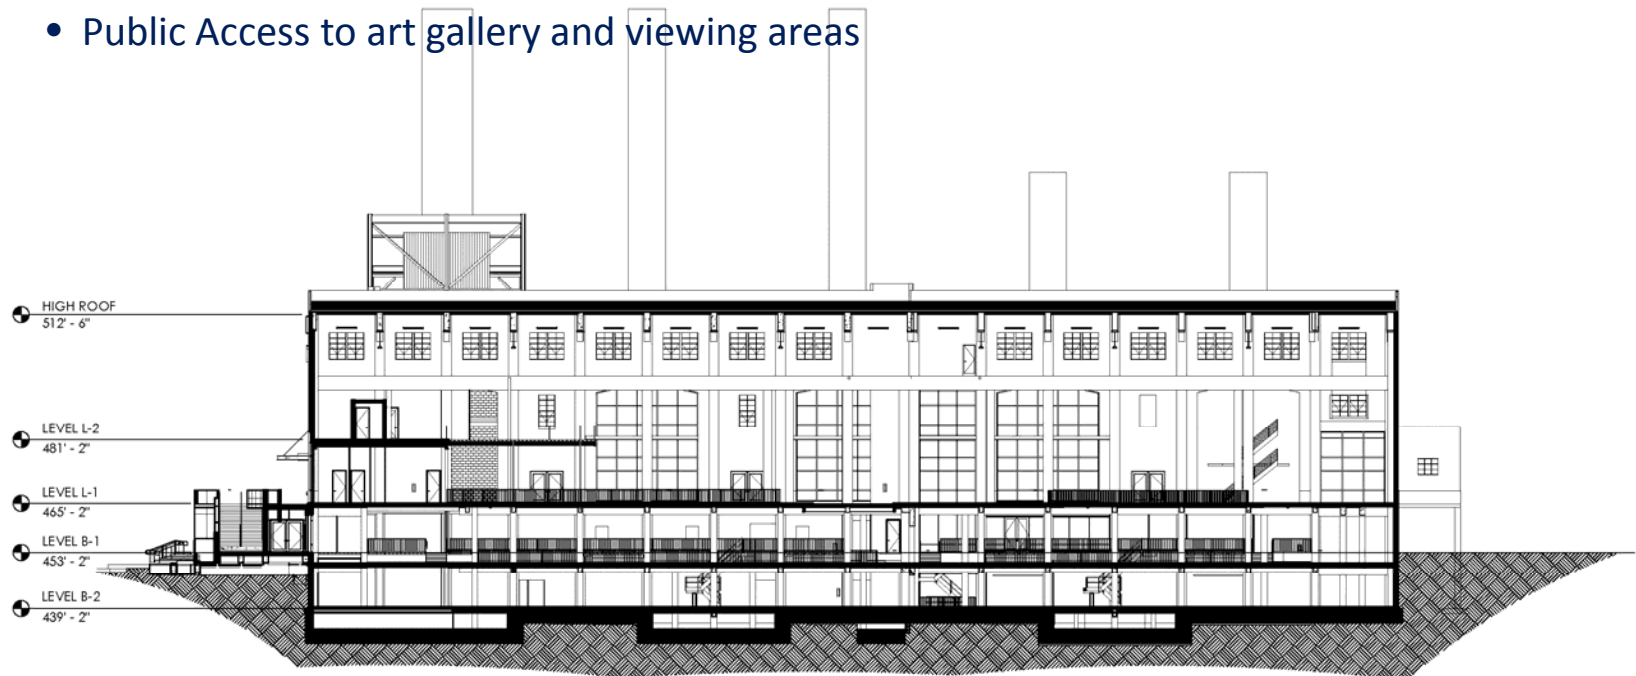 • Public Access to art gallery and viewing areas
HIGH ROOF
512' - 6"
LEVEL L-2
481' - 2"
LEVEL L-1
465' - 2"
LEVEL B-1
453' - 2"
LEVEL B-2
439' - 2"